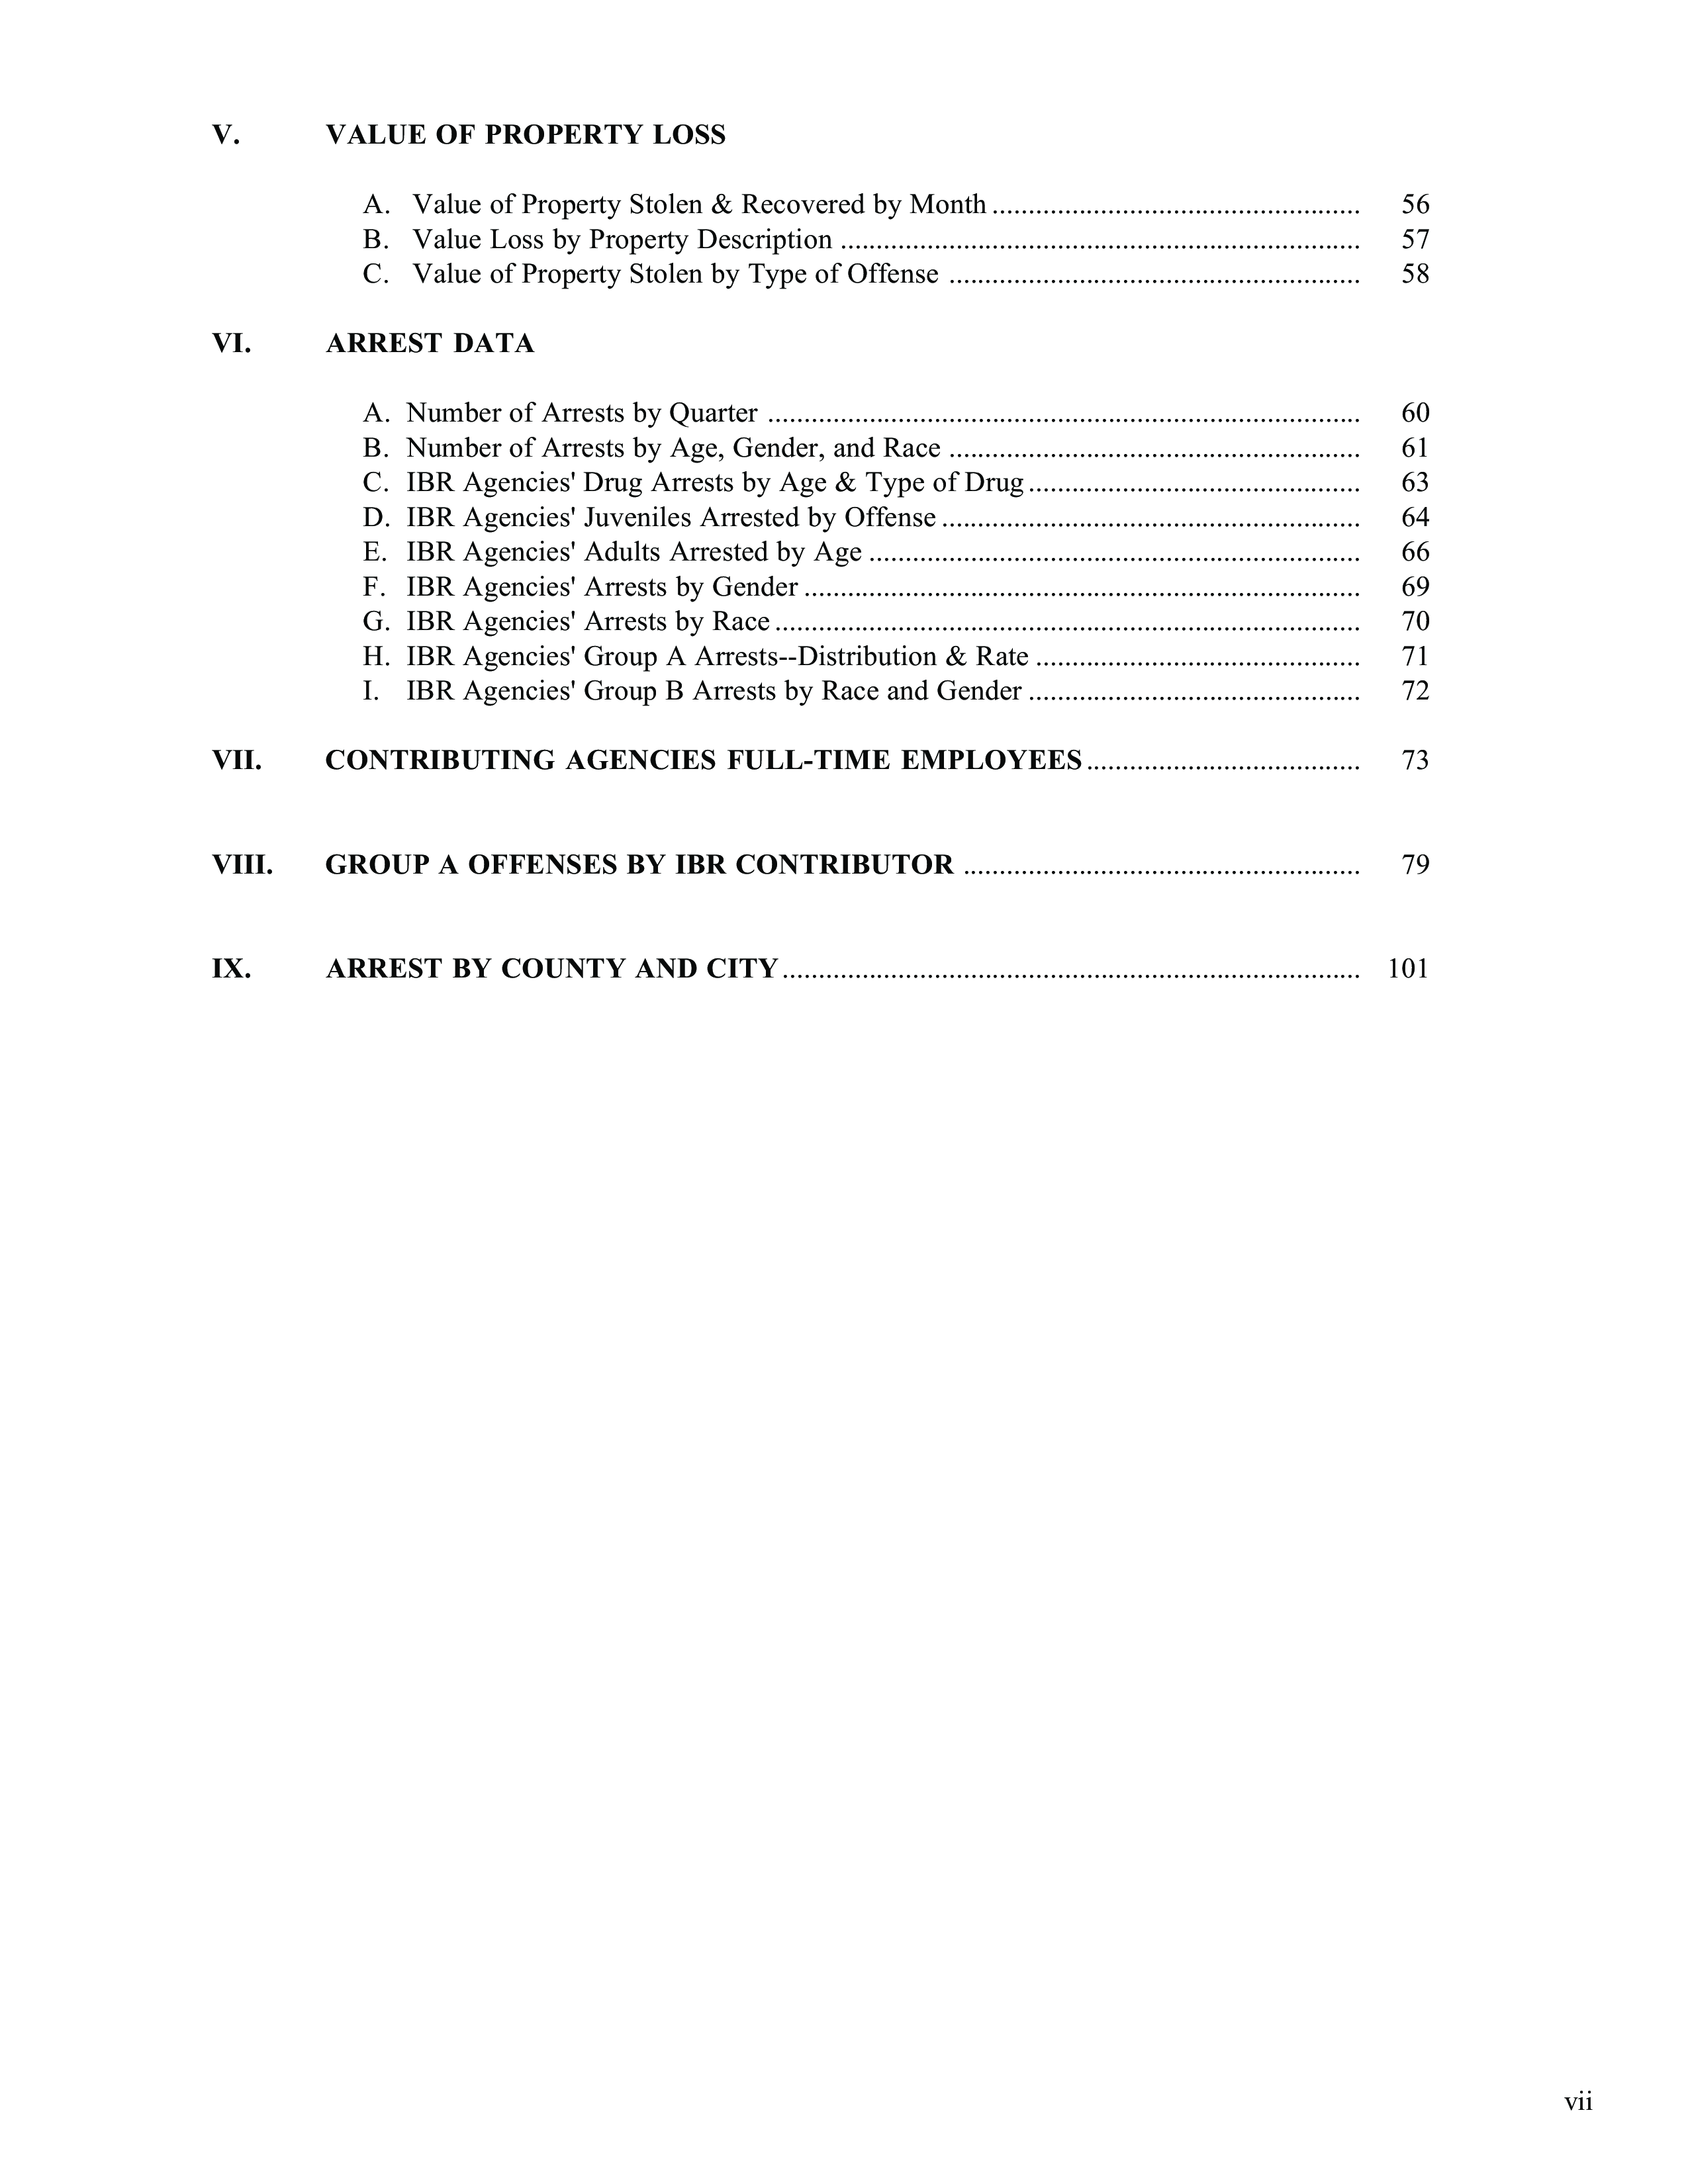 V. VALUE OF PROPERTY LOSS
A. Value of Property Stolen & Recovered by Month ................................................... 56
B. Value Loss by Property Description ........................................................................ 57
C. Value of Property Stolen by Type of Offense ......................................................... 58
VI. ARREST DATA
A. Number of Arrests by Quarter .................................................................................. 60
B. Number of Arrests by Age, Gender, and Race ......................................................... 61
C. IBR Agencies' Drug Arrests by Age & Type of Drug .............................................. 63
D. IBR Agencies' Juveniles Arrested by Offense .......................................................... 64
E. IBR Agencies' Adults Arrested by Age .................................................................... 66
F. IBR Agencies' Arrests by Gender ............................................................................. 69
G. IBR Agencies' Arrests by Race ................................................................................. 70
H. IBR Agencies' Group A Arrests--Distribution & Rate ............................................. 71
I. IBR Agencies' Group B Arrests by Race and Gender .............................................. 72
VII. CONTRIBUTING AGENCIES FULL-TIME EMPLOYEES ...................................... 73
VIII. GROUP A OFFENSES BY IBR CONTRIBUTOR ....................................................... 79
IX. ARREST BY COUNTY AND CITY ................................................................................ 101
vii